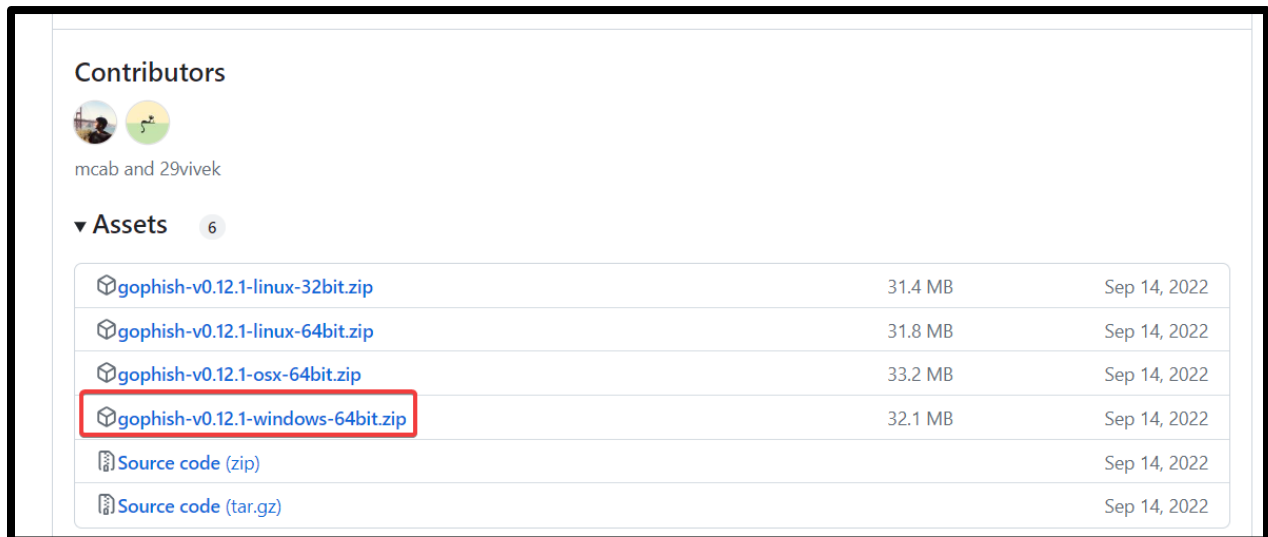 Contributors
mcab and 29vivek
Assets 6
gophish-v0.12.1-linux-32bit.zip 31.4 MB Sep 14, 2022
gophish-v0.12.1-linux-64bit.zip 31.8 MB Sep 14, 2022
gophish-v0.12.1-osx-64bit.zip 33.2 MB Sep 14, 2022
gophish-v0.12.1-windows-64bit.zip 32.1 MB Sep 14, 2022
Source code (zip) Sep 14, 2022
Source code (tar.gz) Sep 14, 2022